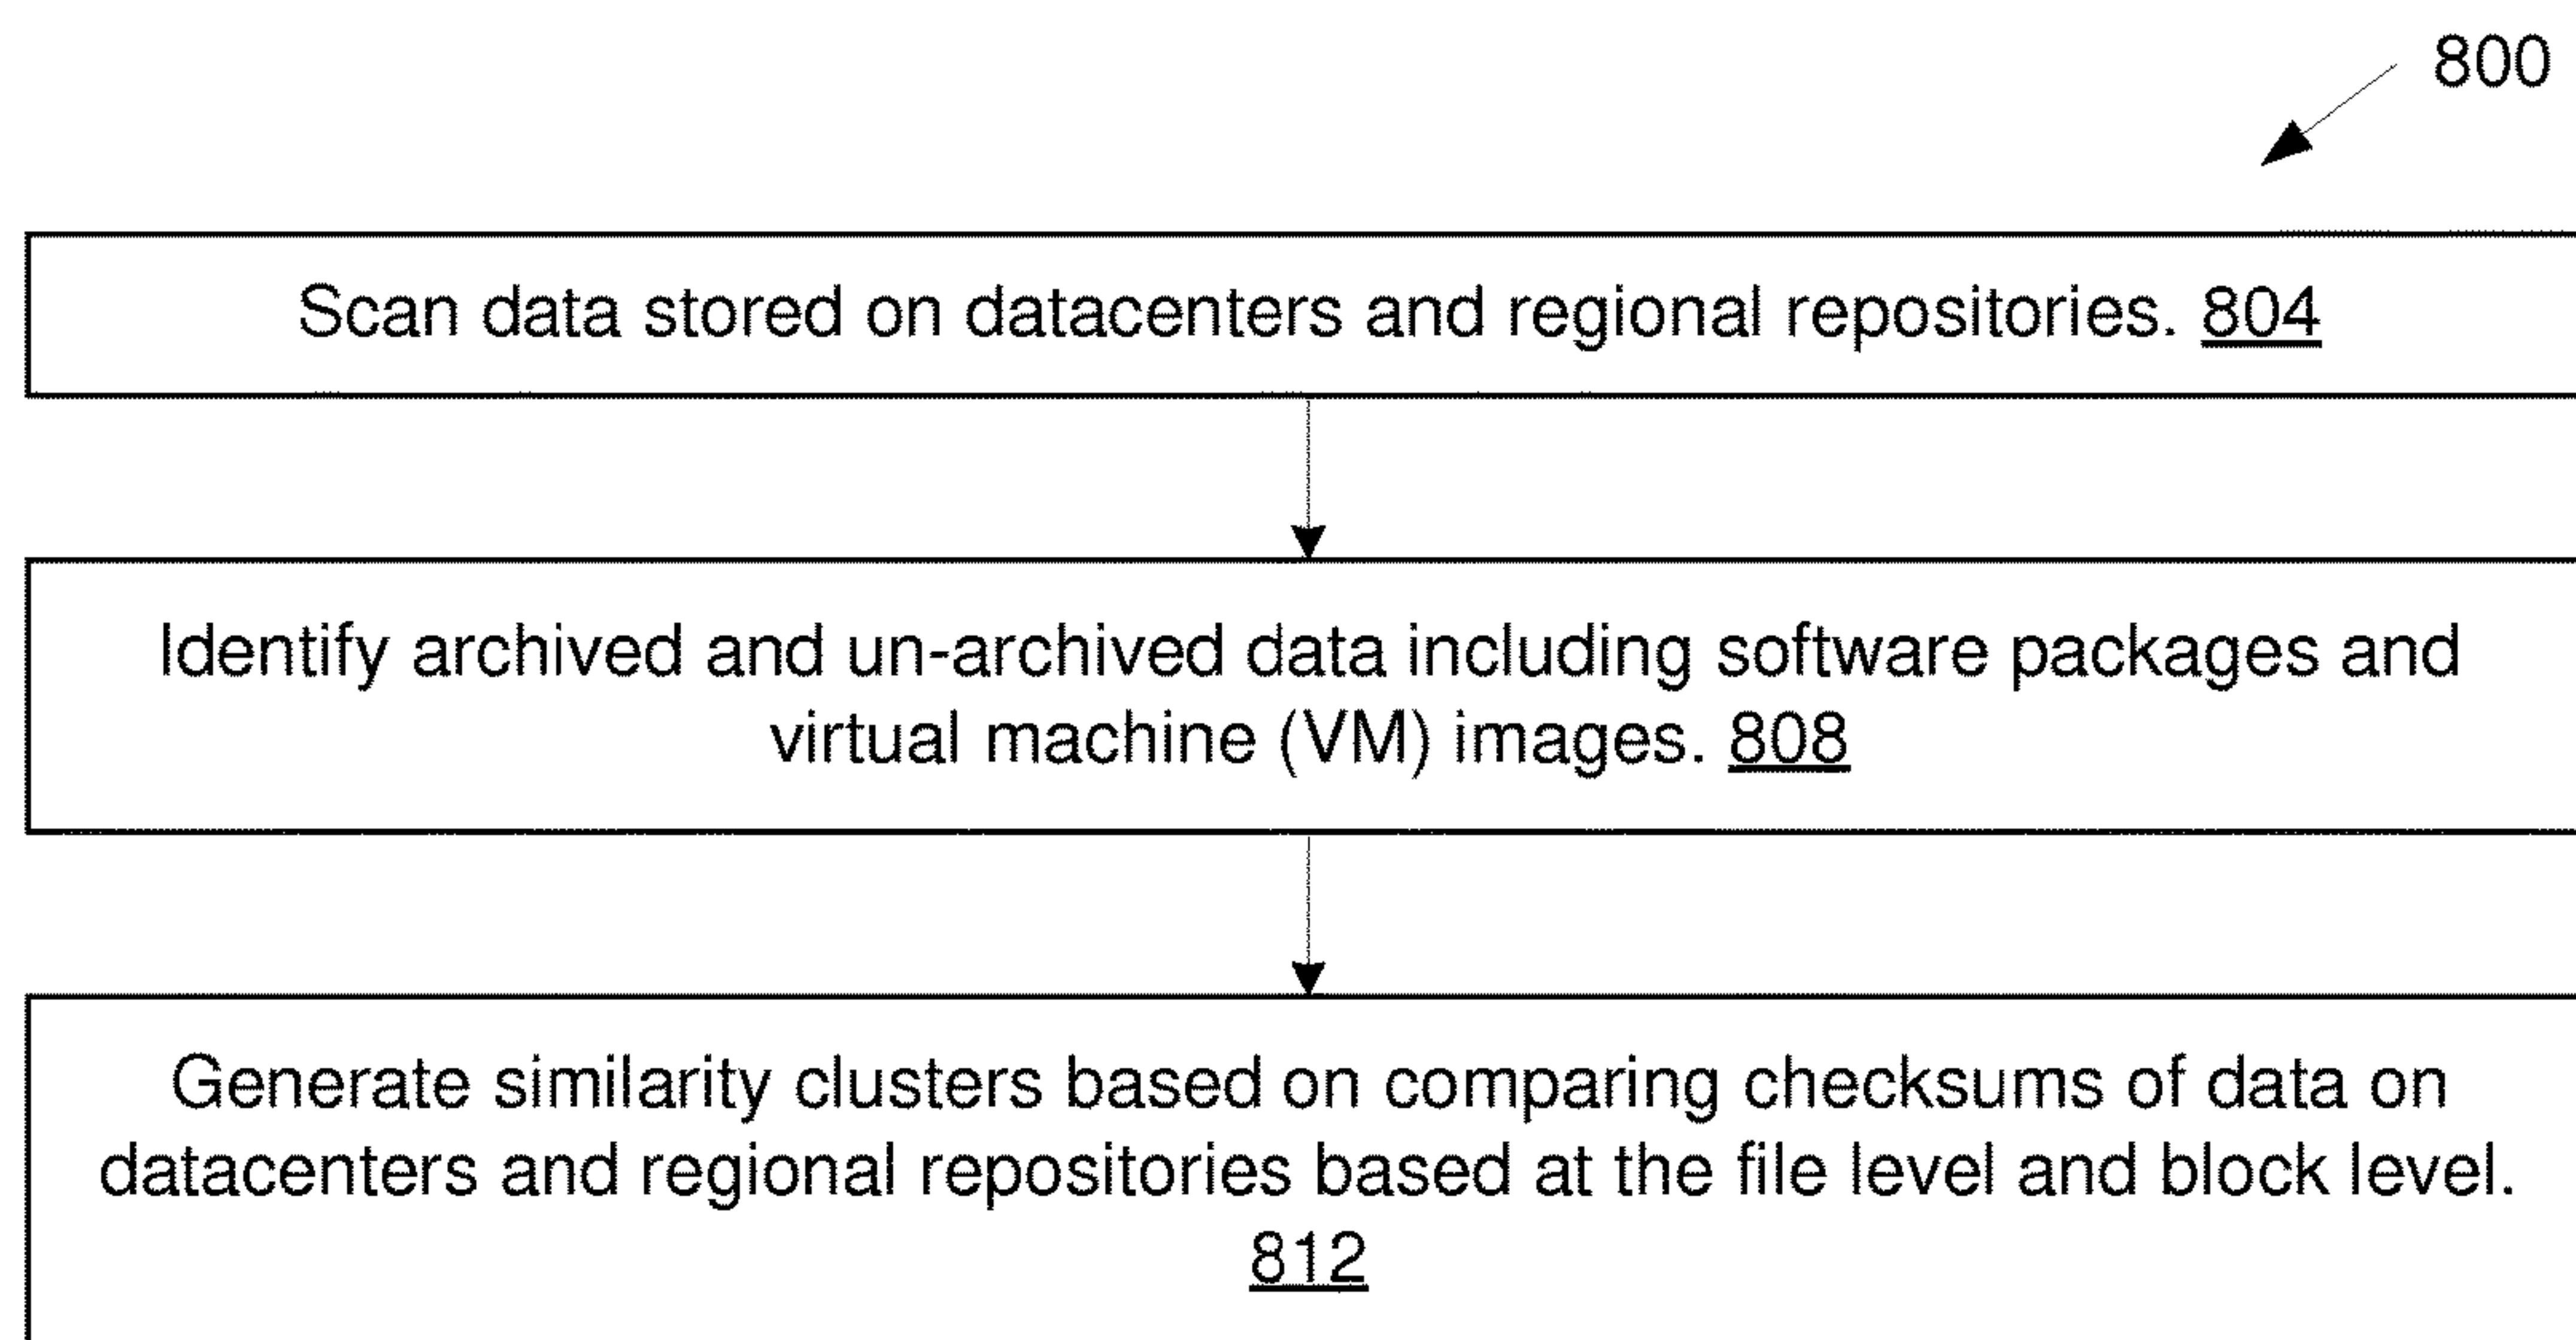 800
Scan data stored on datacenters and regional repositories. 804
Identify archived and un-archived data including software packages and
virtual machine (VM) images. 808
Generate similarity clusters based on comparing checksums of data on
datacenters and regional repositories based at the file level and block level.
812